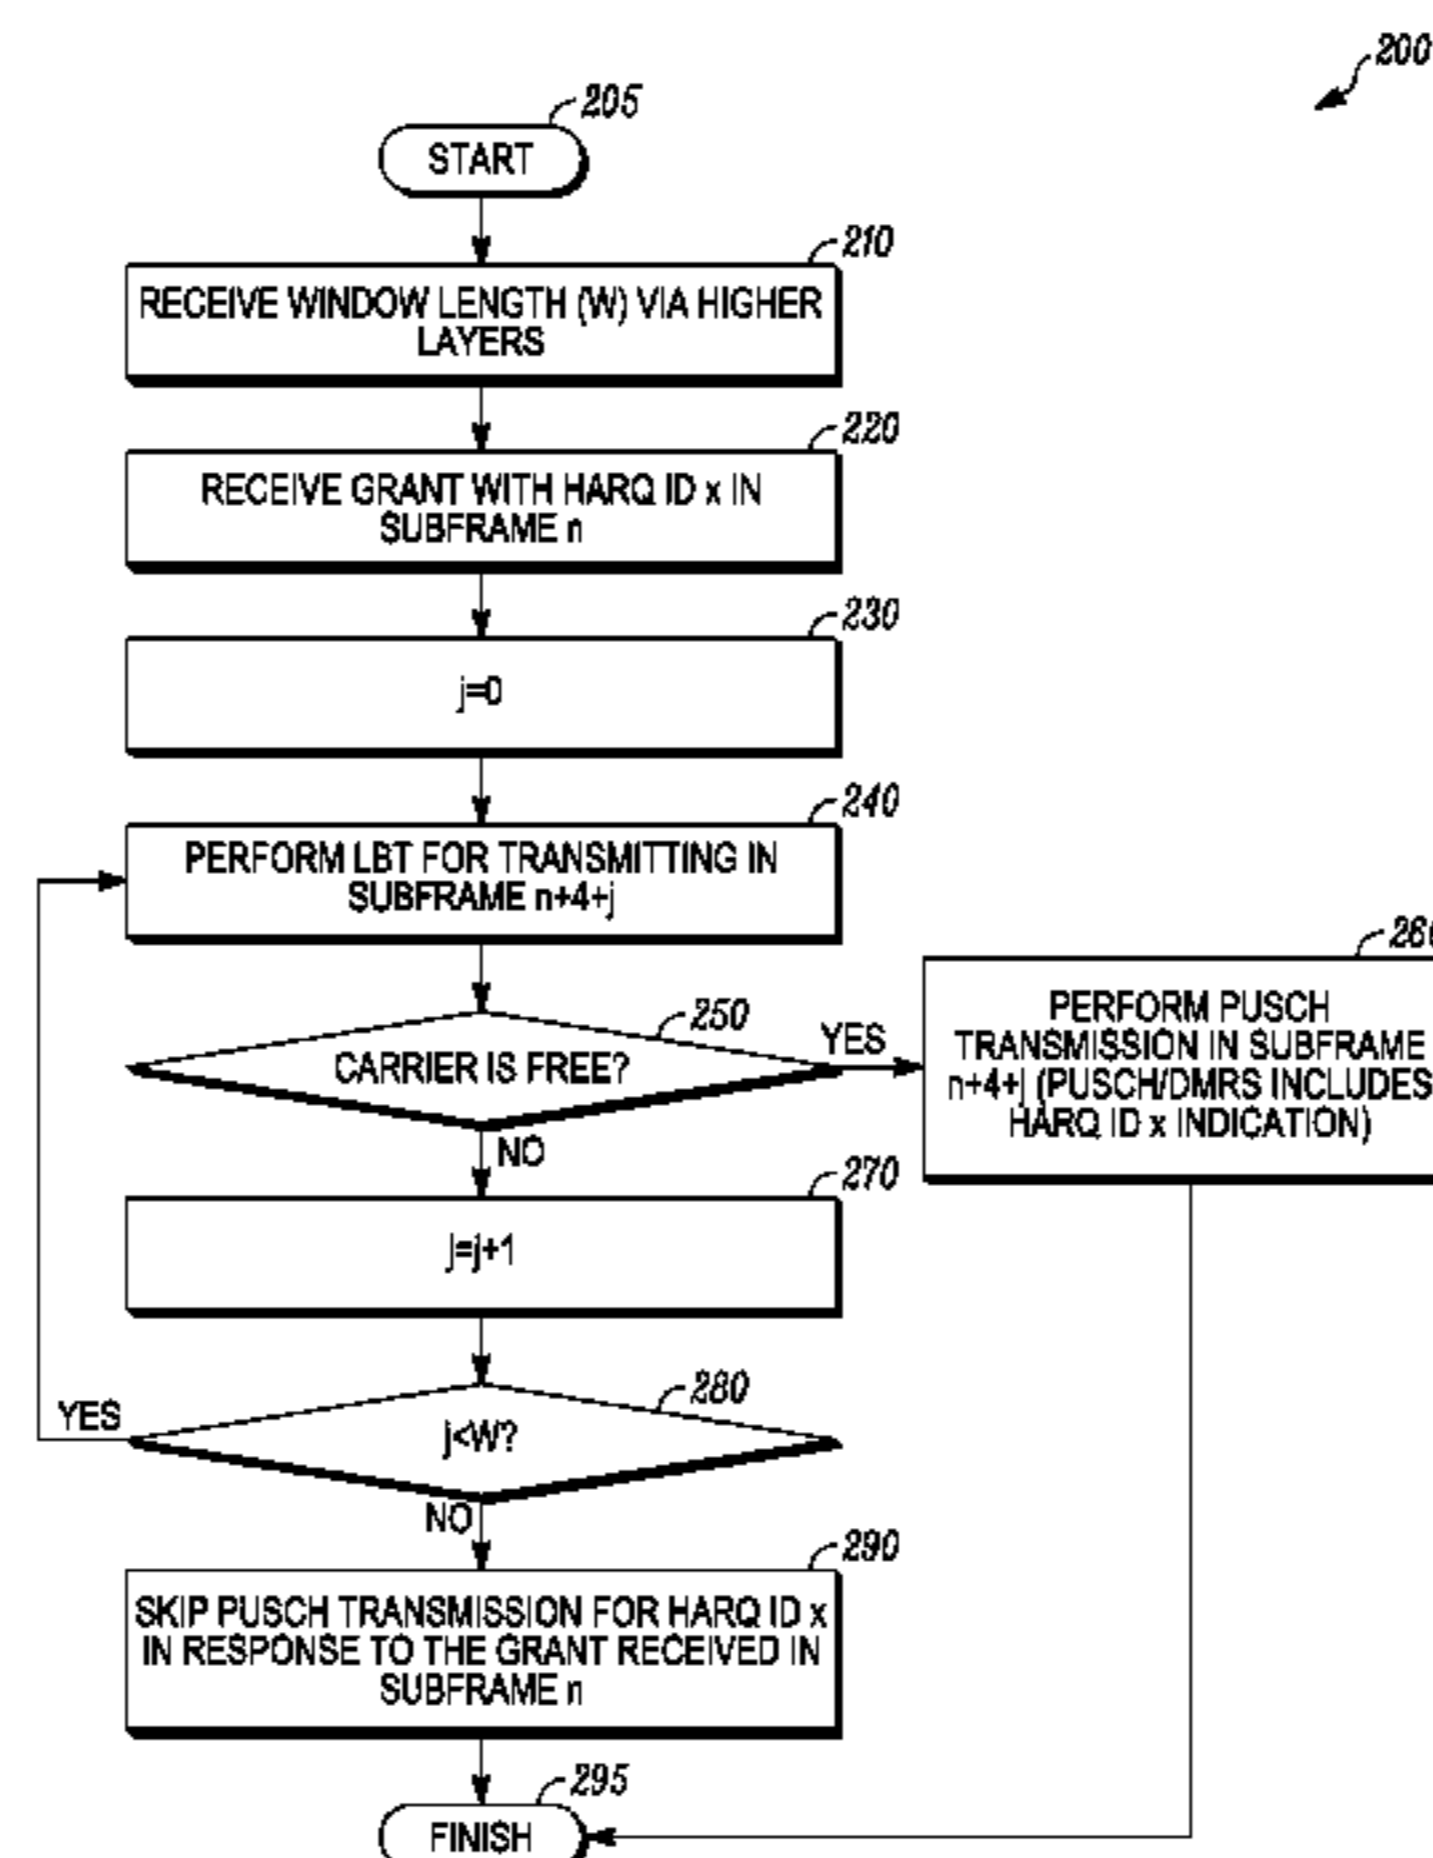 200
205
START
210
RECEIVE WINDOW LENGTH (W) VIA HIGHER
LAYERS
220
RECEIVE GRANT WITH HARQ ID x IN
SUBFRAME n
230
j=0
240
PERFORM LBT FOR TRANSMITTING IN
SUBFRAME n+4+j
250
CARRIER IS FREE?
YES
260
PERFORM PUSCH
TRANSMISSION IN SUBFRAME
n+4+j (PUSCH/DMRS INCLUDES
HARQ ID x INDICATION)
NO
270
j=j+1
280
j<W?
YES
NO
290
SKIP PUSCH TRANSMISSION FOR HARQ ID x
IN RESPONSE TO THE GRANT RECEIVED IN
SUBFRAME n
295
FINISH